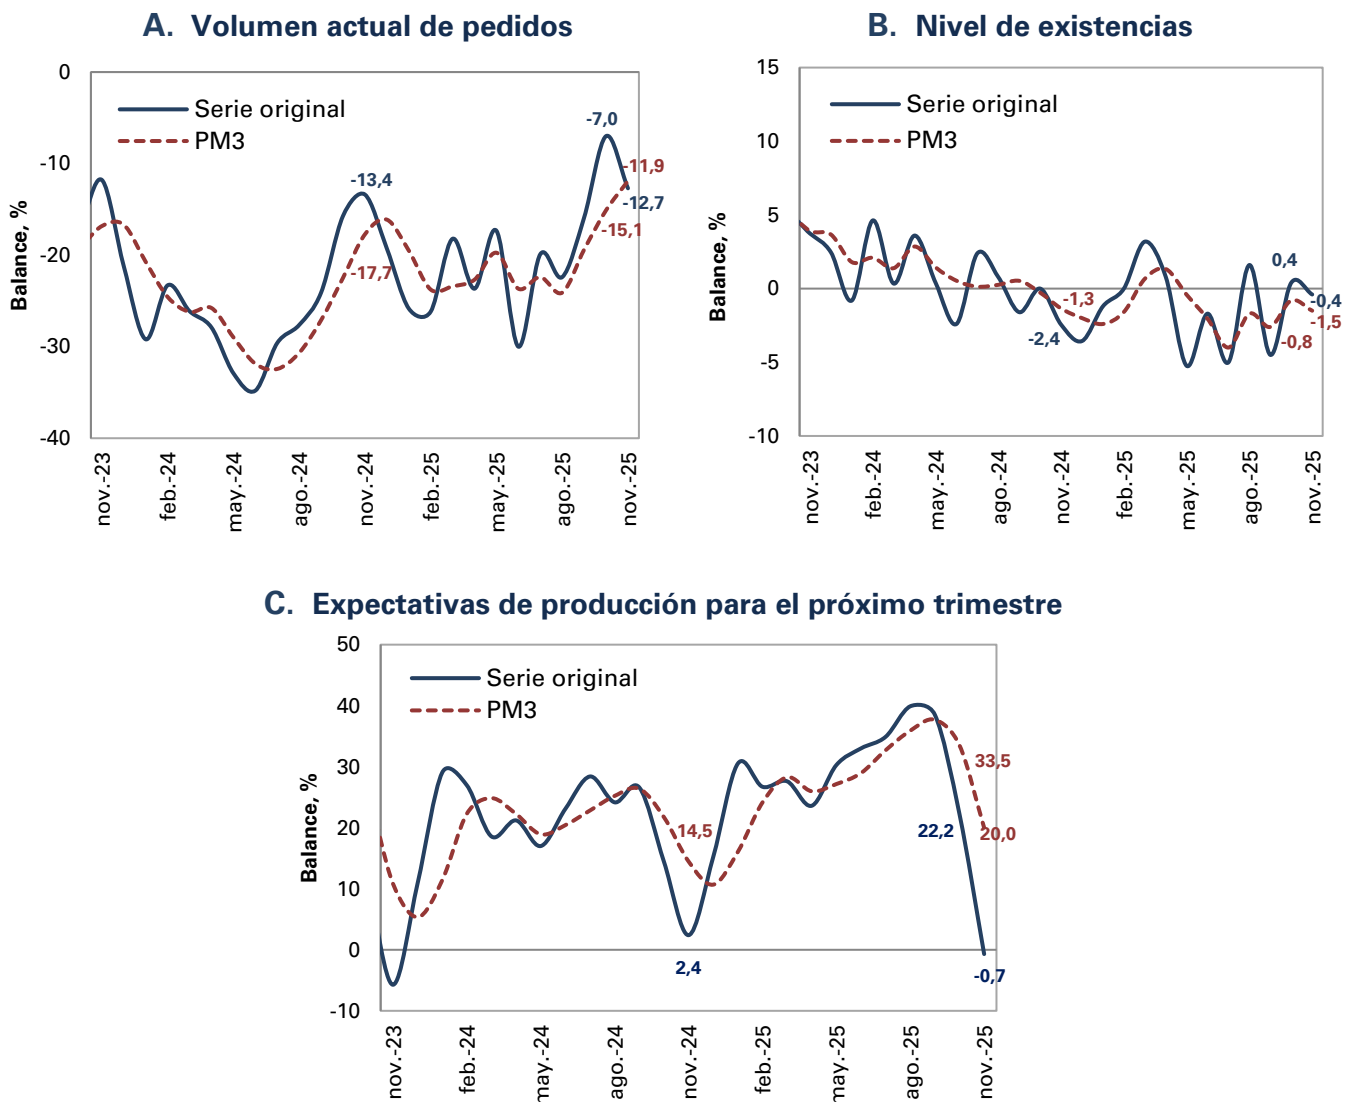 A. Volumen actual de pedidos
0
-10
-20
-30
-40
Balance, %
Serie original
PM3
-7,0
-13,4
-11,9
-12,7
-15,1
-17,7
nov.-23
feb.-24
may.-24
ago.-24
nov.-24
feb.-25
may.-25
ago.-25
nov.-25
B. Nivel de existencias
15
10
5
0
-5
-10
Balance, %
Serie original
PM3
0,4
-1,3
-0,4
-1,5
-2,4
-0,8
nov.-23
feb.-24
may.-24
ago.-24
nov.-24
feb.-25
may.-25
ago.-25
nov.-25
C. Expectativas de producción para el próximo trimestre
50
40
30
20
10
0
-10
Balance, %
Serie original
PM3
33,5
14,5
22,2
20,0
2,4
-0,7
nov.-23
feb.-24
may.-24
ago.-24
nov.-24
feb.-25
may.-25
ago.-25
nov.-25